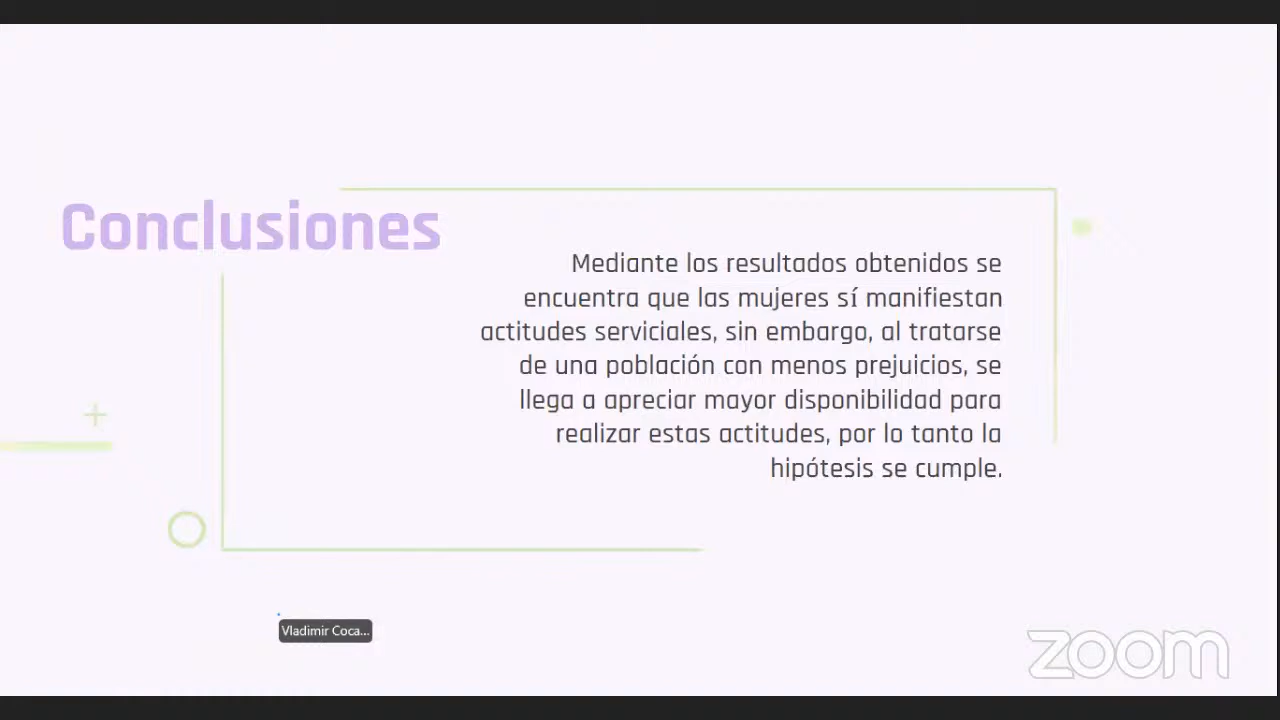 Conclusiones
Mediante los resultados obtenidos se
encuentra que las mujeres sí manifiestan
actitudes serviciales, sin embargo, al tratarse
de una población con menos prejuicios, se
llega a apreciar mayor disponibilidad para
realizar estas actitudes, por lo tanto la
hipótesis se cumple.
Vladimir Coca...
zoom